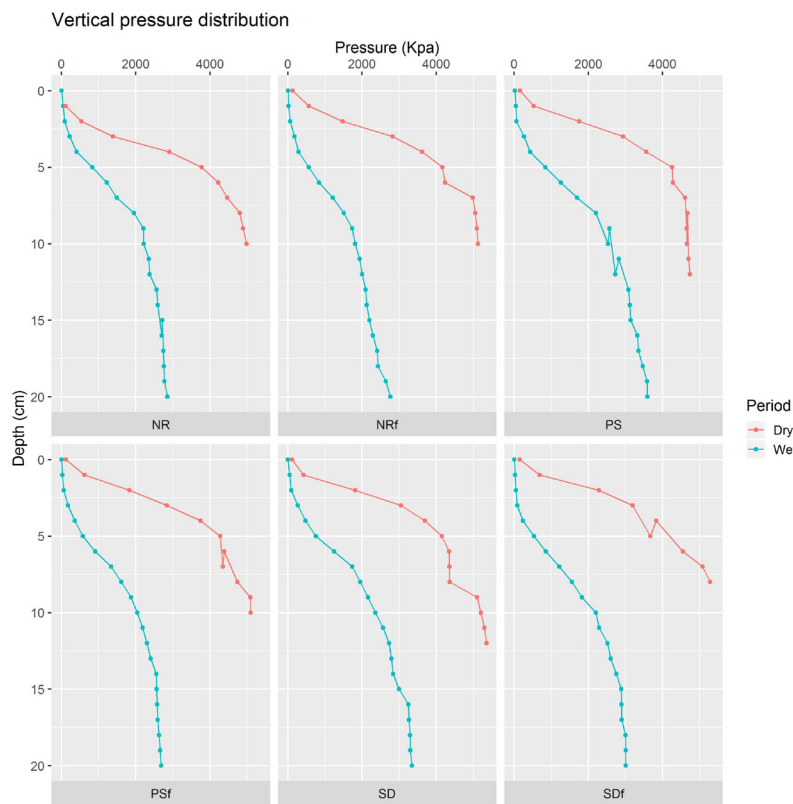 Vertical pressure distribution
Pressure (Kpa)
0 2000 4000 0 2000 4000 0 2000 4000
0
5
10
15
20
NR NRf PS
Depth (cm)
Period
Dry
We
0
5
10
15
20
PSf SD SDf